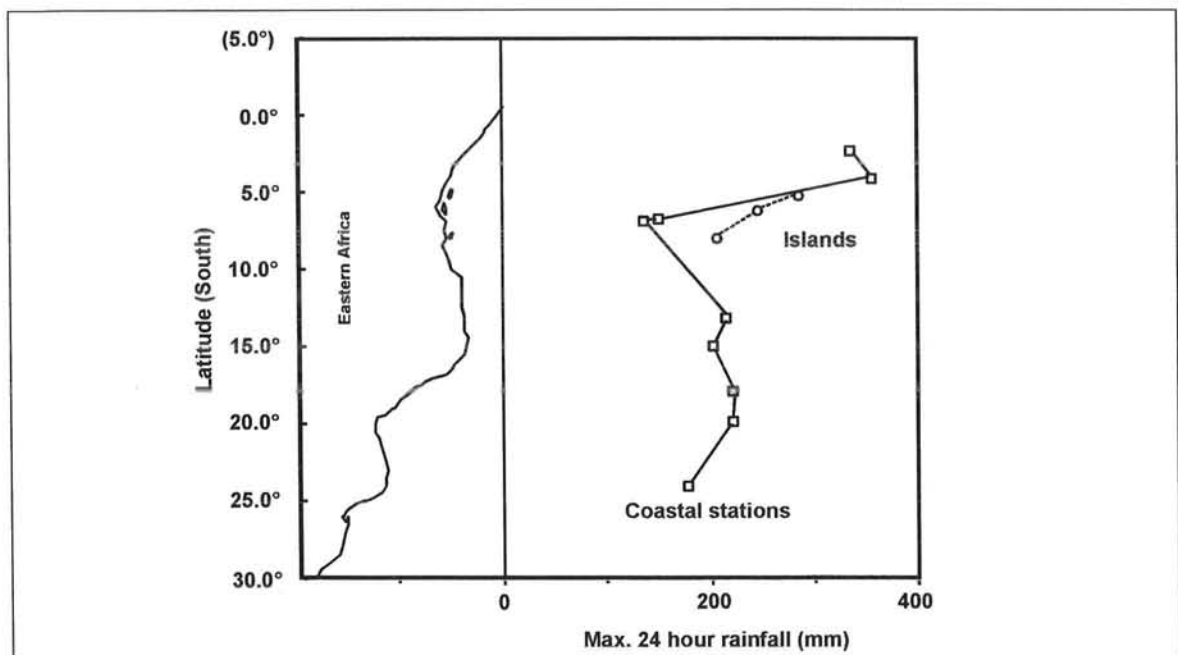 (5.0°)
0.0°
5.0°
10.0°
15.0°
20.0°
25.0°
30.0°
Latitude (South)
Eastern Africa
Islands
Coastal stations
0
200
400
Max. 24 hour rainfall (mm)